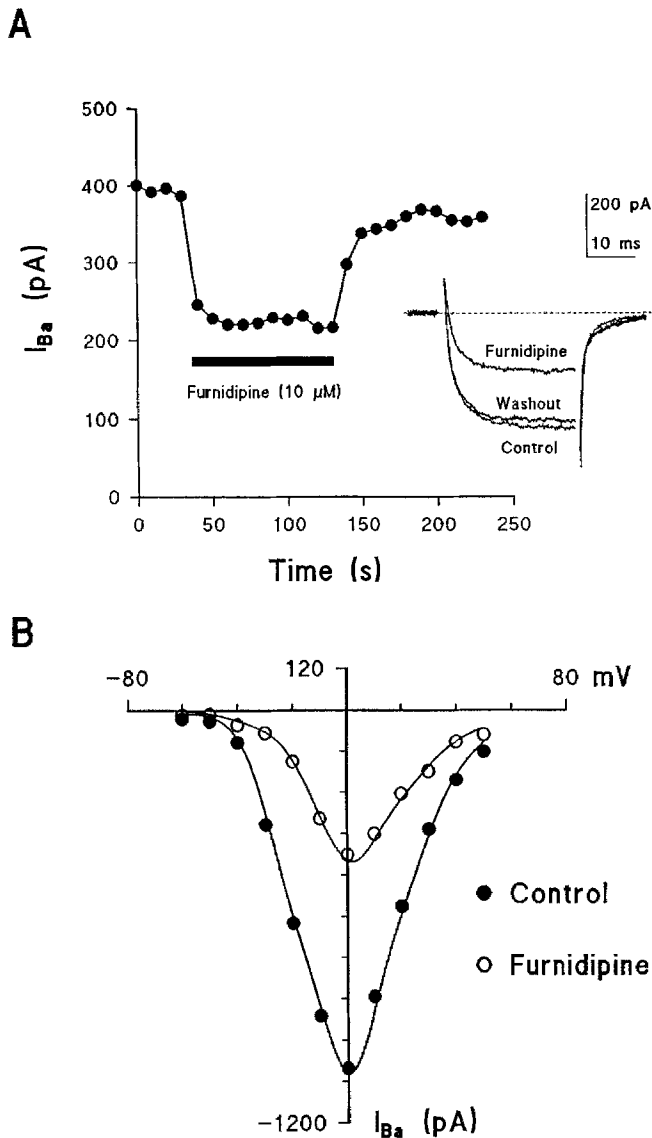 A
500
400
300
200
100
0
I_Ba (pA)
0 50 100 150 200 250
Time (s)
Furnidipine (10 µM)
200 pA
10 ms
Furnidipine
Washout
Control
B
-80
120
80 mV
Control
Furnidipine
-1200
I_Ba (pA)